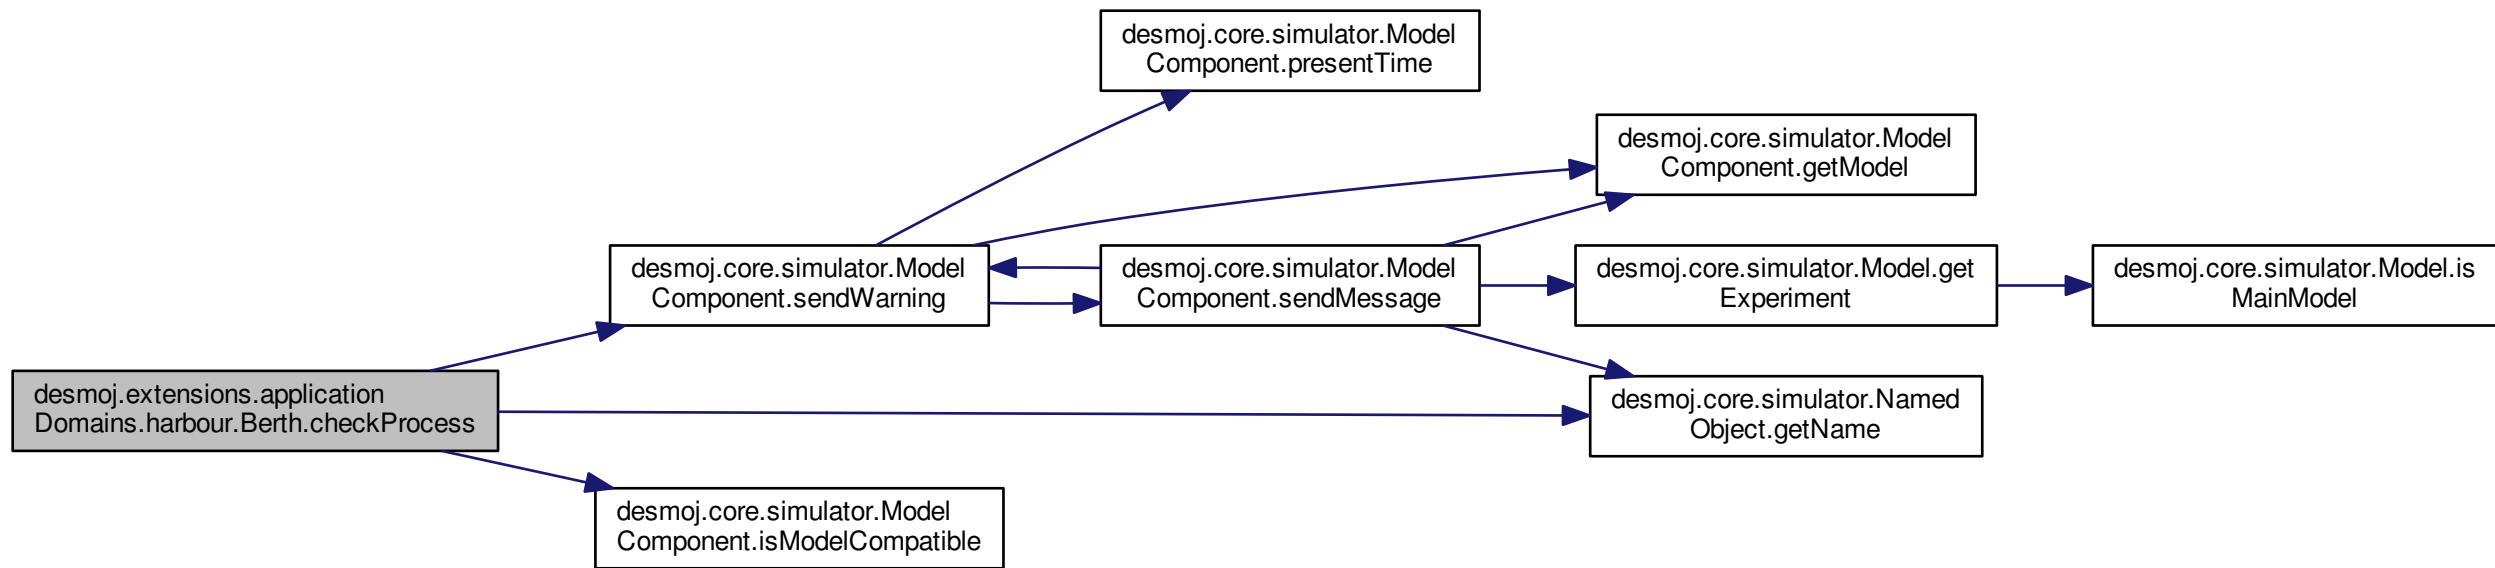 desmoj.core.simulator.Model
Component.presentTime
desmoj.core.simulator.Model
Component.getModel
desmoj.core.simulator.Model
Component.sendWarning
desmoj.core.simulator.Model
Component.sendMessage
desmoj.core.simulator.Model.get
Experiment
desmoj.core.simulator.Model.is
MainModel
desmoj.extensions.application
Domains.harbour.Berth.checkProcess
desmoj.core.simulator.Named
Object.getName
desmoj.core.simulator.Model
Component.isModelCompatible